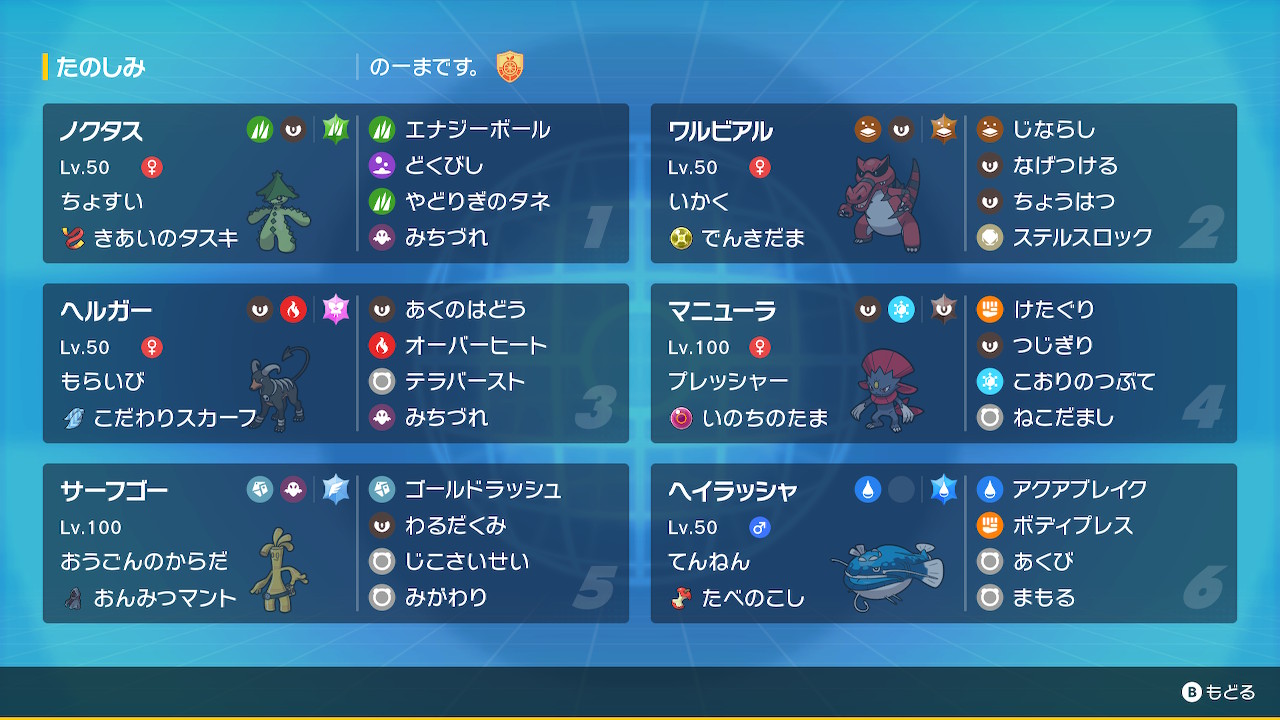 たのしみ
のーまです。
ノクタス
Lv.50
ちょすい
きあいのタスキ
エナジーボール
どくびし
やどりぎのタネ
みちづれ
1
ワルビアル
Lv.50
いかく
でんきだま
じならし
なげつける
ちょうはつ
ステルスロック
2
ヘルガー
Lv.50
もらいび
こだわりスカーフ
あくのはどう
オーバーヒート
テラバースト
みちづれ
3
マニューラ
Lv.100
プレッシャー
いのちのたま
けたぐり
つじぎり
こおりのつぶて
ねこだまし
4
サーフゴー
Lv.100
おうごんのからだ
おんみつマント
ゴールドラッシュ
わるだくみ
じこさいせい
みがわり
5
ヘイラッシャ
Lv.50
てんねん
たべのこし
アクアブレイク
ボディプレス
あくび
まもる
6
B もどる